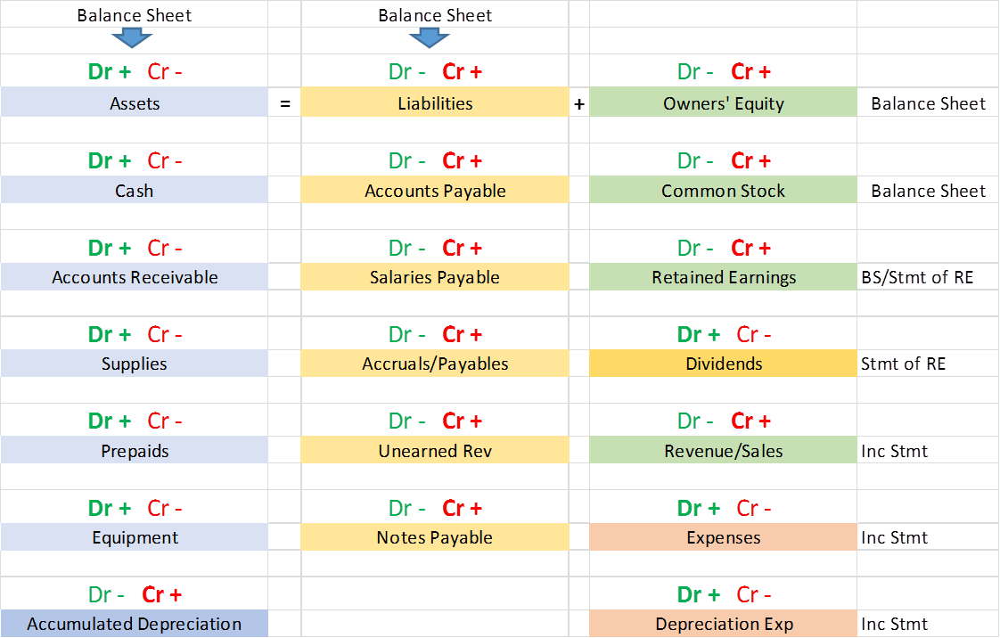 Balance Sheet Balance Sheet
Dr + Cr - Dr - Cr + Dr - Cr +
Assets = Liabilities + Owners' Equity Balance Sheet
Dr + Cr - Dr - Cr + Dr - Cr +
Cash Accounts Payable Common Stock Balance Sheet
Dr + Cr - Dr - Cr + Dr - Cr +
Accounts Receivable Salaries Payable Retained Earnings BS/Stmt of RE
Dr + Cr - Dr - Cr + Dr + Cr -
Supplies Accruals/Payables Dividends Stmt of RE
Dr + Cr - Dr - Cr + Dr - Cr +
Prepaids Unearned Rev Revenue/Sales Inc Stmt
Dr + Cr - Dr - Cr + Dr + Cr -
Equipment Notes Payable Expenses Inc Stmt
Dr - Cr + Dr + Cr -
Accumulated Depreciation Depreciation Exp Inc Stmt